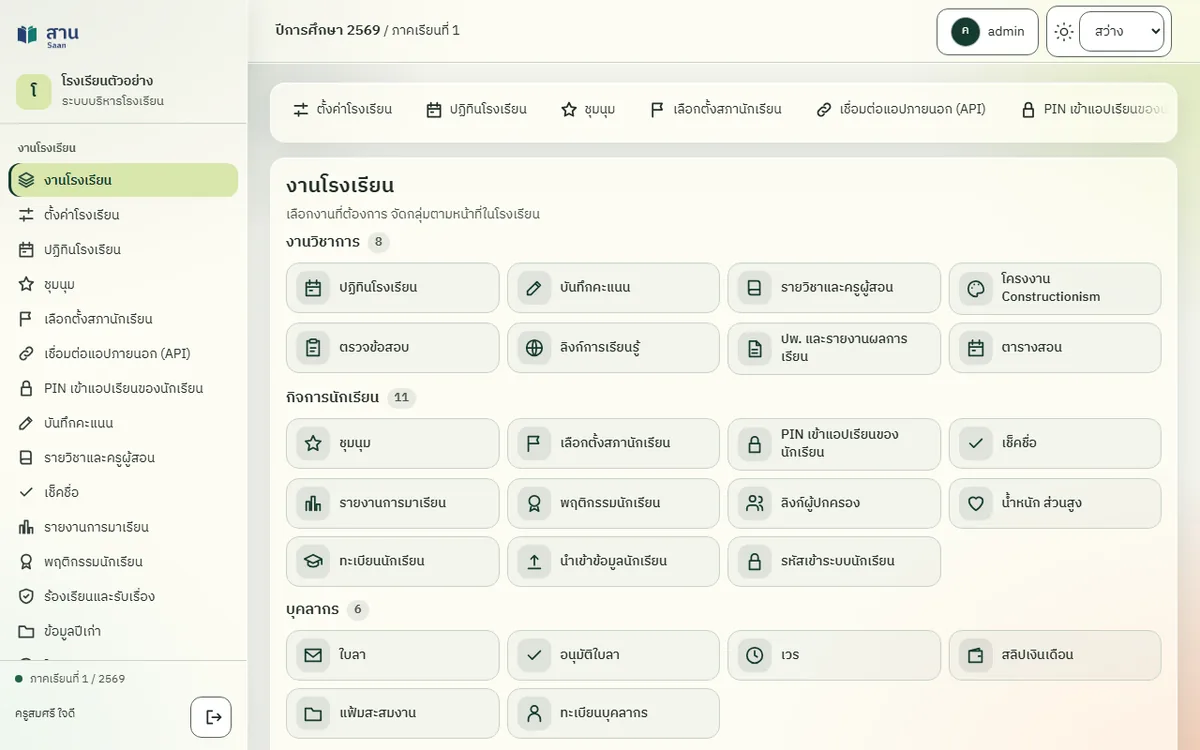 สาน
Saan
โ
โรงเรียนตัวอย่าง
ระบบบริหารโรงเรียน
งานโรงเรียน
งานโรงเรียน
ตั้งค่าโรงเรียน
ปฏิทินโรงเรียน
ชุมนุม
เลือกตั้งสภานักเรียน
เชื่อมต่อแอปภายนอก (API)
PIN เข้าแอปเรียนของนักเรียน
บันทึกคะแนน
รายวิชาและครูผู้สอน
เช็คชื่อ
รายงานการมาเรียน
พฤติกรรมนักเรียน
ร้องเรียนและรับเรื่อง
ข้อมูลปีเก่า
ภาคเรียนที่ 1 / 2569
ครูสมศรี ใจดี
ปีการศึกษา 2569 / ภาคเรียนที่ 1
ค admin
สว่าง
ตั้งค่าโรงเรียน ปฏิทินโรงเรียน ชุมนุม เลือกตั้งสภานักเรียน เชื่อมต่อแอปภายนอก (API) PIN เข้าแอปเรียนของ
งานโรงเรียน
เลือกงานที่ต้องการ จัดกลุ่มตามหน้าที่ในโรงเรียน
งานวิชาการ 8
ปฏิทินโรงเรียน
บันทึกคะแนน
รายวิชาและครูผู้สอน
โครงงาน
Constructionism
ตรวจข้อสอบ
ลิงก์การเรียนรู้
ปพ. และรายงานผลการ
เรียน
ตารางสอน
กิจการนักเรียน 11
ชุมนุม
เลือกตั้งสภานักเรียน
PIN เข้าแอปเรียนของ
นักเรียน
เช็คชื่อ
รายงานการมาเรียน
พฤติกรรมนักเรียน
ลิงก์ผู้ปกครอง
น้ำหนัก ส่วนสูง
ทะเบียนนักเรียน
นำเข้าข้อมูลนักเรียน
รหัสเข้าระบบนักเรียน
บุคลากร 6
ใบลา
อนุมัติใบลา
เวร
สลิปเงินเดือน
แฟ้มสะสมงาน
ทะเบียนบุคลากร